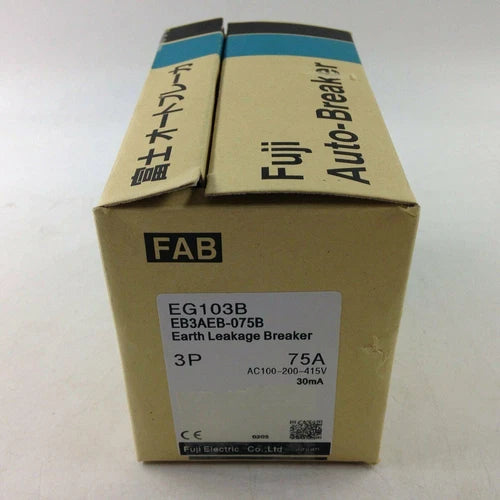 富士オートブレーカ
Fuji
Auto-Breaker
FAB
EG103B
EB3AEB-075B
Earth Leakage Breaker
3P 75A
AC100-200-415V
30mA
CE 0205
Fuji Electric Co.,Ltd